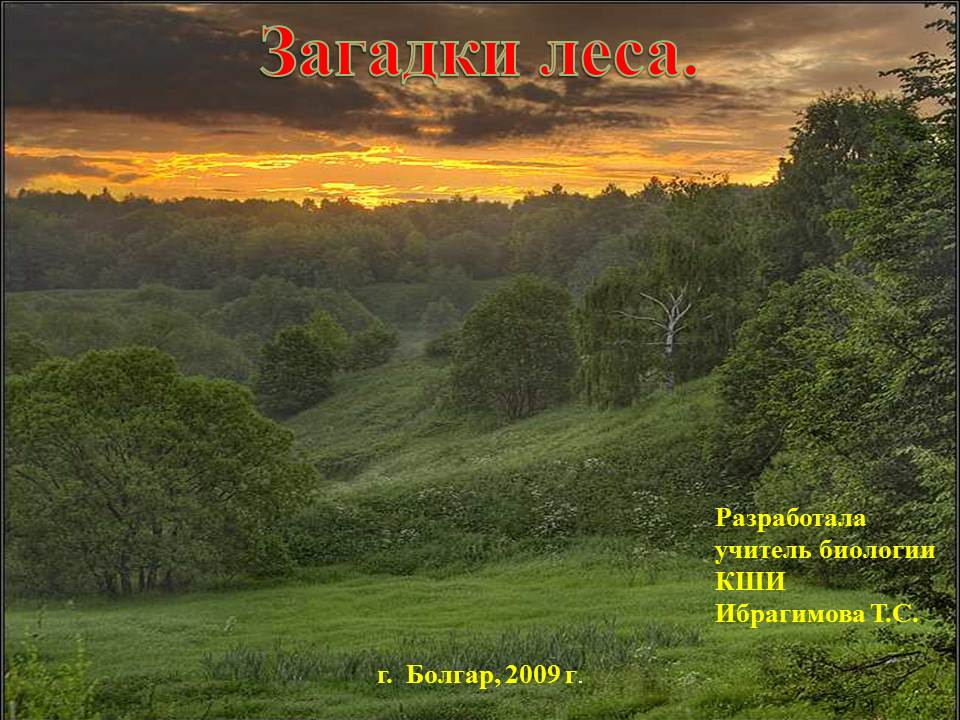 Загадки леса.
Разработала
учитель биологии
КШИ
Ибрагимова Т.С.
г. Болгар, 2009 г.